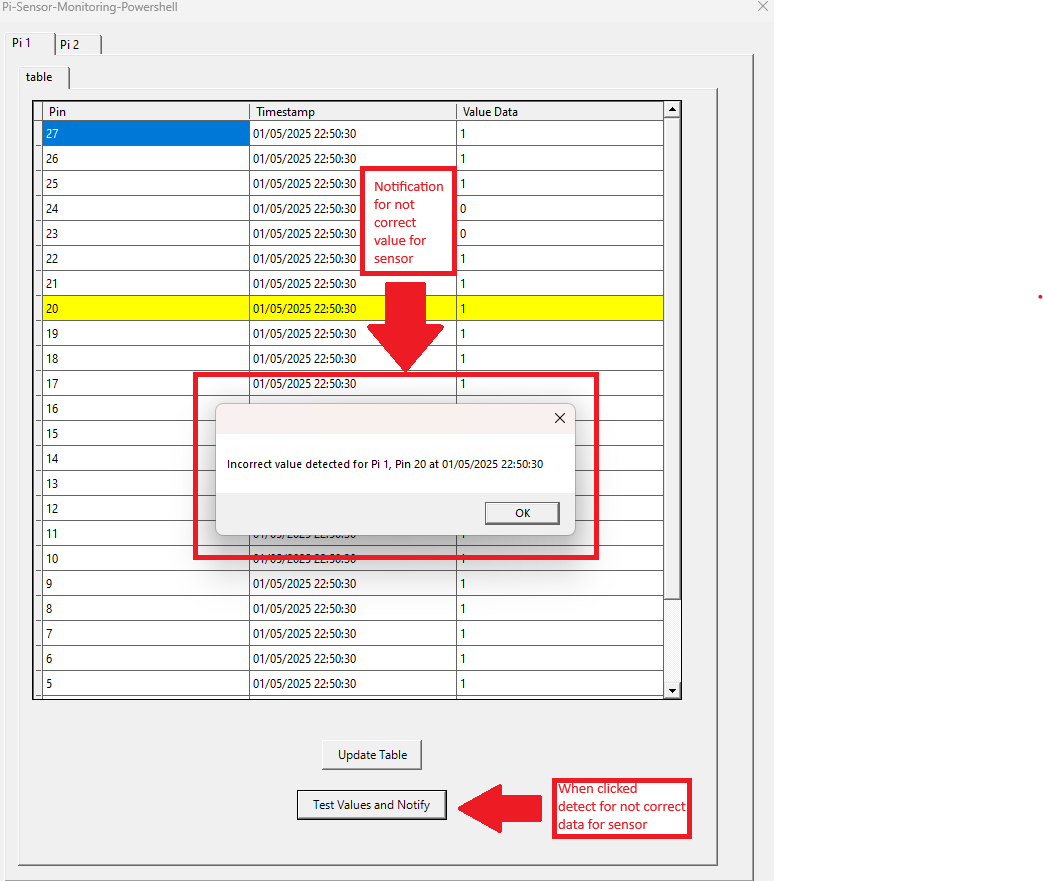 Pi-Sensor-Monitoring-Powershell
Pi 1 Pi 2
table
Pin Timestamp Value Data
27 01/05/2025 22:50:30 1
26 01/05/2025 22:50:30 1
25 01/05/2025 22:50:30 1
24 01/05/2025 22:50:30 0
23 01/05/2025 22:50:30 0
22 01/05/2025 22:50:30 1
21 01/05/2025 22:50:30 1
20 01/05/2025 22:50:30 1
19 01/05/2025 22:50:30 1
18 01/05/2025 22:50:30 1
17 01/05/2025 22:50:30 1
16
15
14
13
12
11 01/05/2025 22:50:30 1
10 01/05/2025 22:50:30 1
9 01/05/2025 22:50:30 1
8 01/05/2025 22:50:30 1
7 01/05/2025 22:50:30 1
6 01/05/2025 22:50:30 1
5 01/05/2025 22:50:30 1
Notification
for not
correct
value for
sensor
Incorrect value detected for Pi 1, Pin 20 at 01/05/2025 22:50:30
OK
Update Table
Test Values and Notify
When clicked
detect for not correct
data for sensor